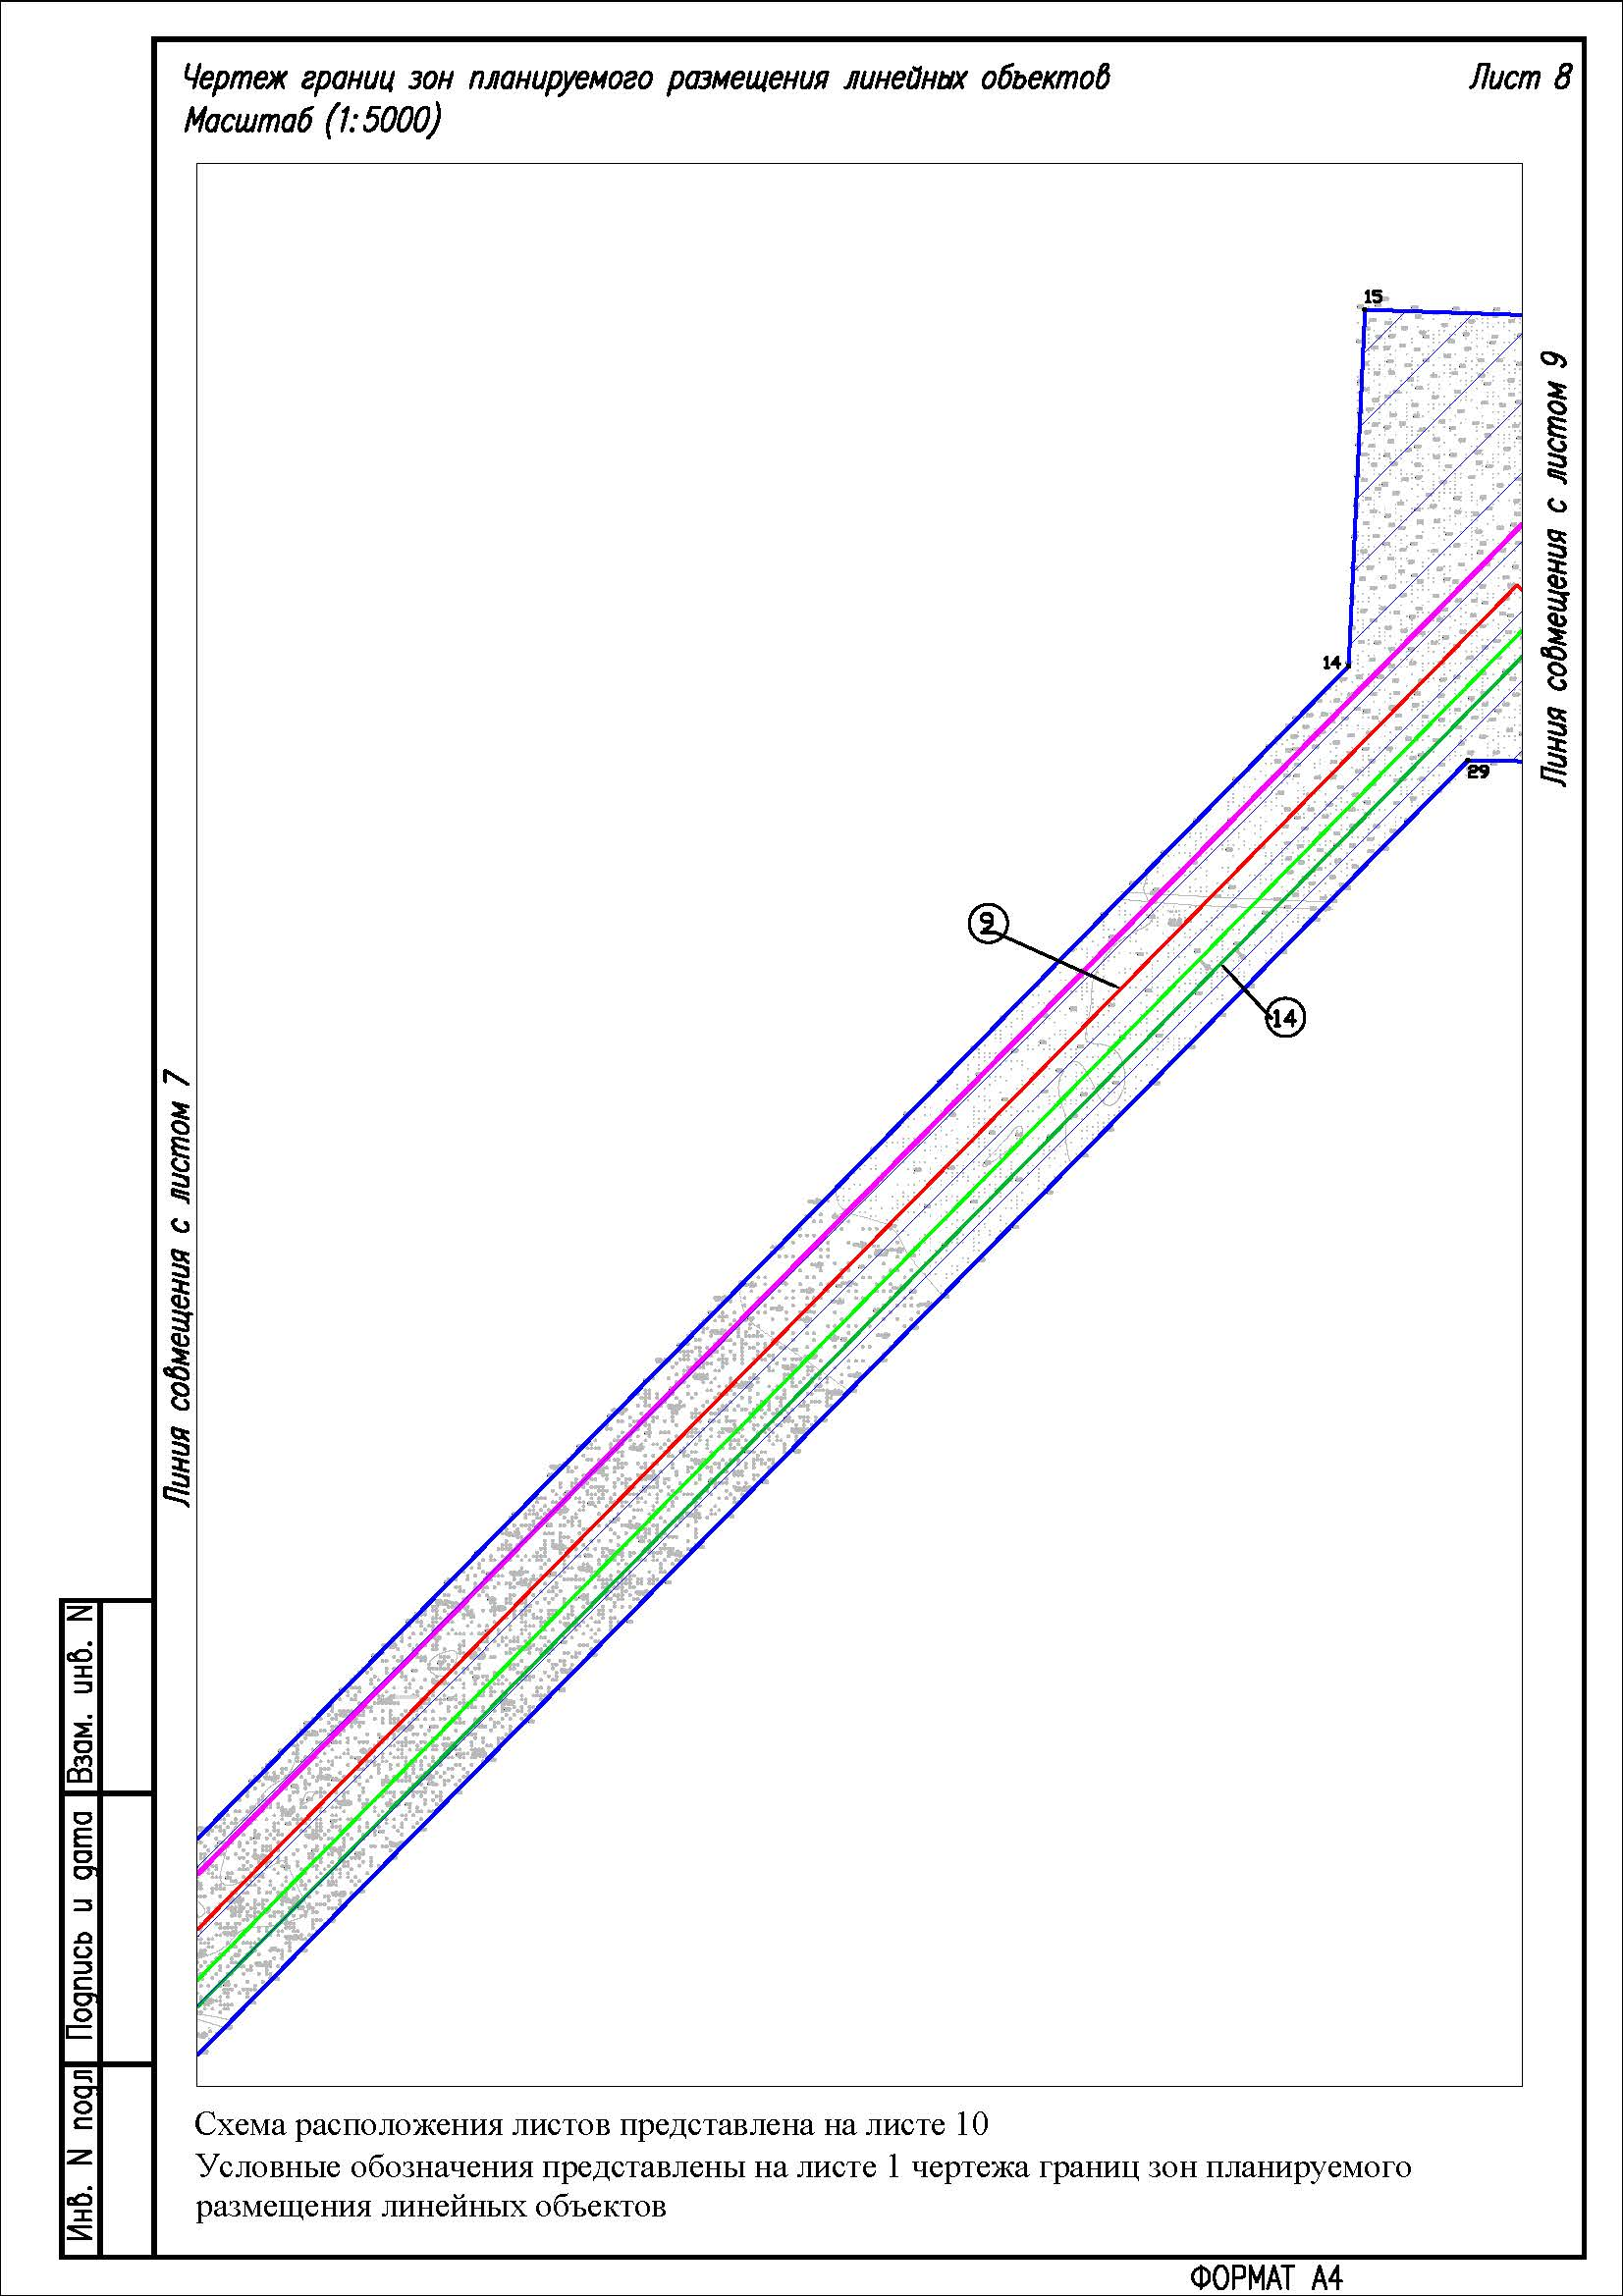 Чертеж границ зон планируемого размещения линейных объектов
Лист 8
Масштаб (1:5000)
15
Линия совмещения с листом 9
14
29
9
14
Линия совмещения с листом 7
Взам. инв. N
Подпись и дата
Инв. N подл
Схема расположения листов представлена на листе 10
Условные обозначения представлены на листе 1 чертежа границ зон планируемого
размещения линейных объектов
ФОРМАТ А4